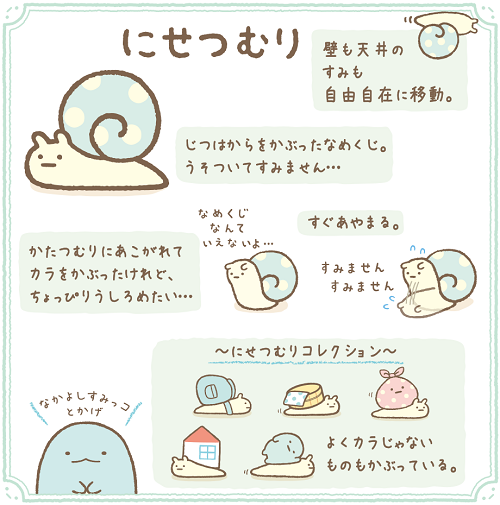 にせつむり
壁も天井の
すみも
自由自在に移動。
じつはからをかぶったなめくじ。
うそついてすみません…
かたつむりにあこがれて
カラをかぶったけれど、
ちょっぴりうしろめたい…
なめくじ
なんて
いえないよ…
すぐあやまる。
すみません
すみません
なかよしすみっコ
とかげ
～にせつむりコレクション～
よくカラじゃない
ものもかぶっている。